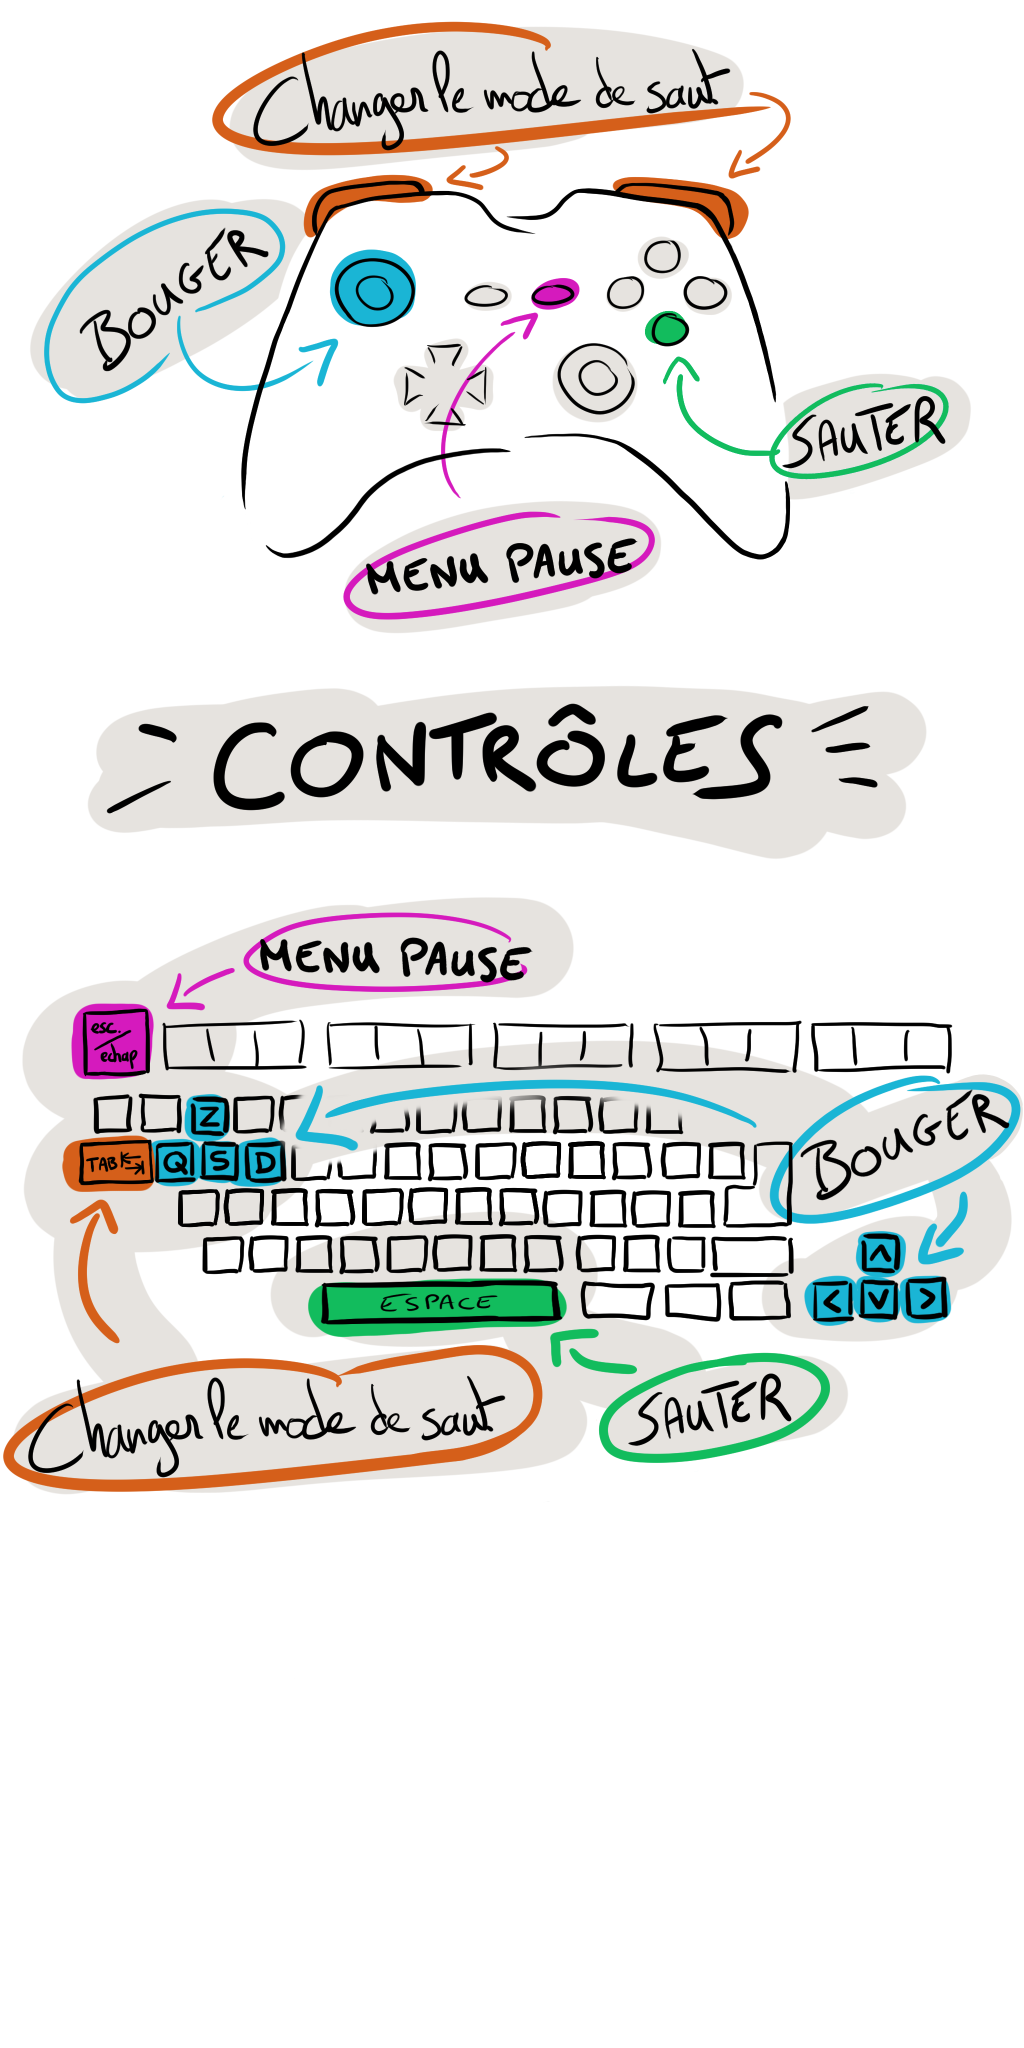 Changer le mode de saut
BOUGER
SAUTER
MENU PAUSE
CONTRÔLES
MENU PAUSE
esc.
echap
Z
BOUGER
TAB
Q S D
^
ESPACE
< v >
Changer le mode de saut
SAUTER